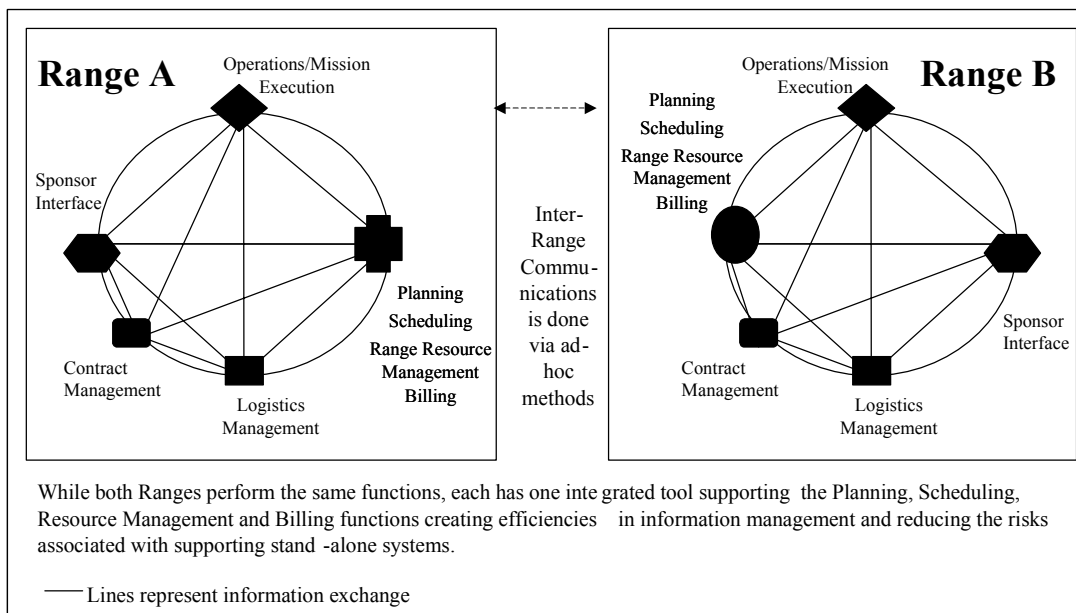 Range A
Operations/Mission
Execution
Sponsor
Interface
Planning
Scheduling
Range Resource
Management
Billing
Contract Management
Logistics
Management
Inter-
Range
Commu-
nications
is done
via ad-
hoc
methods
Range B
Operations/Mission
Execution
Planning
Scheduling
Range Resource
Management
Billing
Sponsor
Interface
Contract Management
Logistics
Management
While both Ranges perform the same functions, each has one integrated tool supporting the Planning, Scheduling,
Resource Management and Billing functions creating efficiencies in information management and reducing the risks
associated with supporting stand-alone systems.
Lines represent information exchange